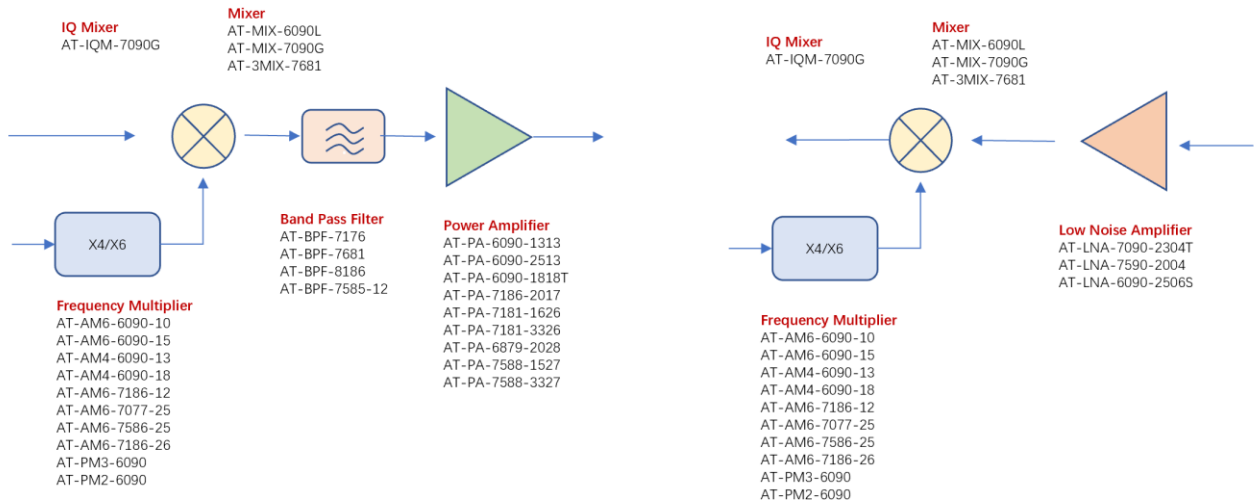 IQ Mixer
AT-IQM-7090G
Mixer
AT-MIX-6090L
AT-MIX-7090G
AT-3MIX-7681
X4/X6
Band Pass Filter
AT-BPF-7176
AT-BPF-7681
AT-BPF-8186
AT-BPF-7585-12
Power Amplifier
AT-PA-6090-1313
AT-PA-6090-2513
AT-PA-6090-1818T
AT-PA-7186-2017
AT-PA-7181-1626
AT-PA-7181-3326
AT-PA-6879-2028
AT-PA-7588-1527
AT-PA-7588-3327
Frequency Multiplier
AT-AM6-6090-10
AT-AM6-6090-15
AT-AM4-6090-13
AT-AM4-6090-18
AT-AM6-7186-12
AT-AM6-7077-25
AT-AM6-7586-25
AT-AM6-7186-26
AT-PM3-6090
AT-PM2-6090
IQ Mixer
AT-IQM-7090G
Mixer
AT-MIX-6090L
AT-MIX-7090G
AT-3MIX-7681
X4/X6
Low Noise Amplifier
AT-LNA-7090-2304T
AT-LNA-7590-2004
AT-LNA-6090-2506S
Frequency Multiplier
AT-AM6-6090-10
AT-AM6-6090-15
AT-AM4-6090-13
AT-AM4-6090-18
AT-AM6-7186-12
AT-AM6-7077-25
AT-AM6-7586-25
AT-AM6-7186-26
AT-PM3-6090
AT-PM2-6090